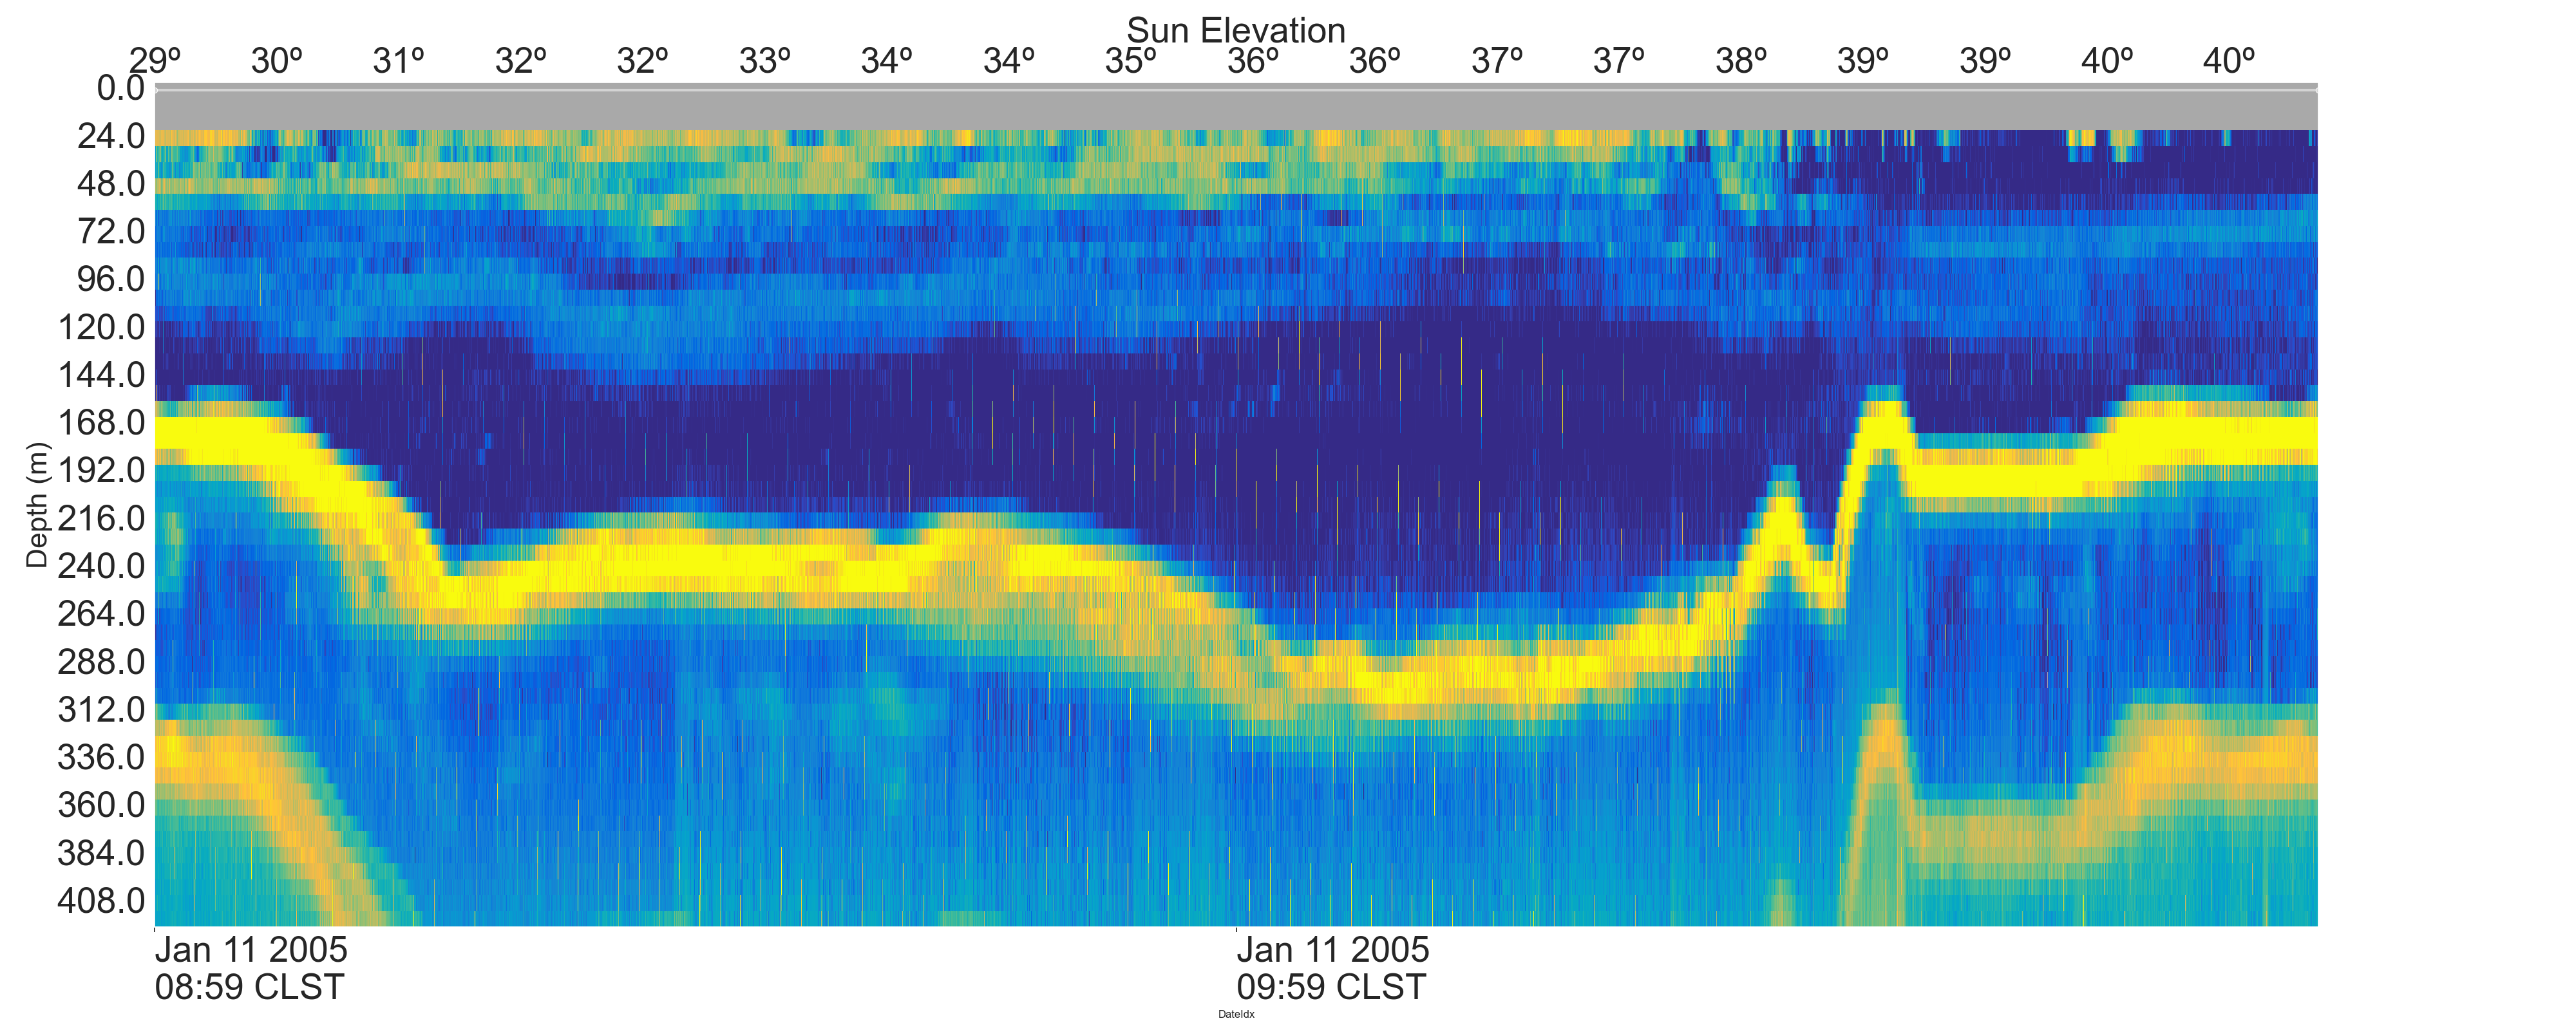 Sun Elevation
29º 30º 31º 32º 32º 33º 34º 34º 35º 36º 36º 37º 37º 38º 39º 39º 40º 40º
0.0
24.0
48.0
72.0
96.0
120.0
144.0
168.0
192.0
216.0
240.0
264.0
288.0
312.0
336.0
360.0
384.0
408.0
Depth (m)
Jan 11 2005
08:59 CLST
Jan 11 2005
09:59 CLST
DateIdx